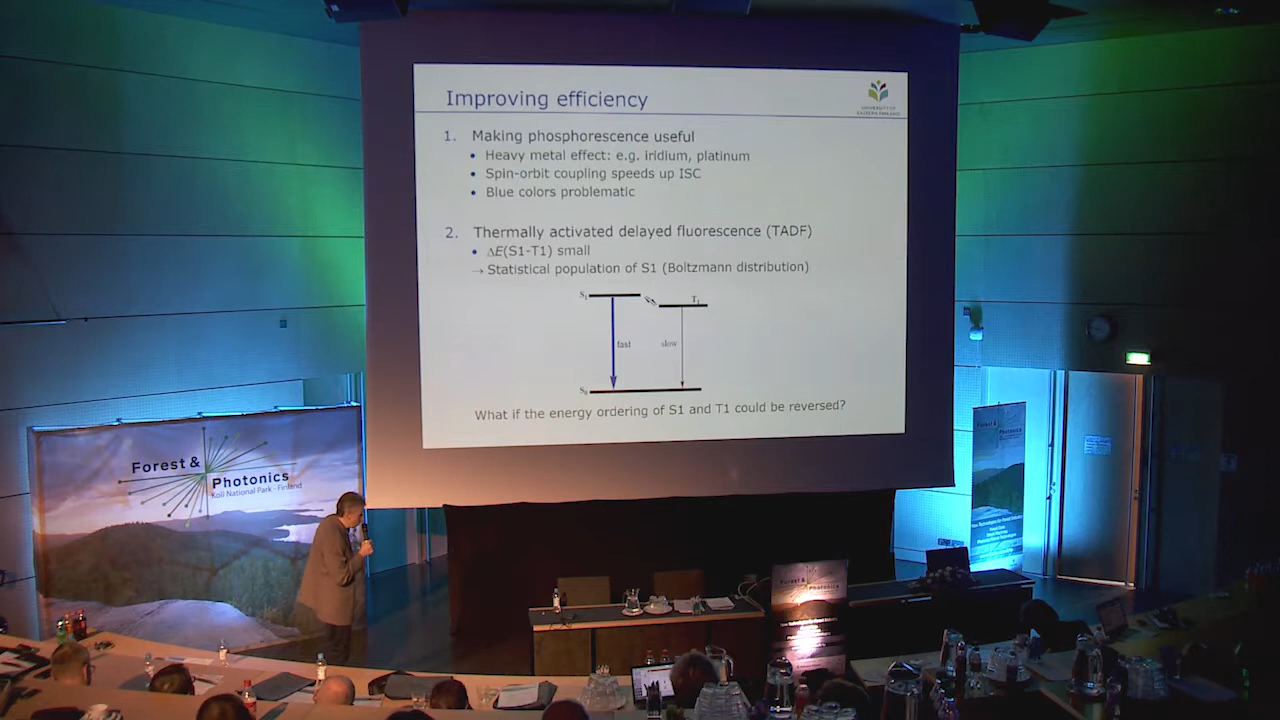 Improving efficiency
UNIVERSITY OF
EASTERN FINLAND
1. Making phosphorescence useful
• Heavy metal effect: e.g. iridium, platinum
• Spin-orbit coupling speeds up ISC
• Blue colors problematic
2. Thermally activated delayed fluorescence (TADF)
• ΔE(S1-T1) small
→ Statistical population of S1 (Boltzmann distribution)
S₁
T₁
fast
slow
S₀
What if the energy ordering of S1 and T1 could be reversed?
Forest &
Photonics
Koli National Park - Finland
Forest &
Photonics
Forest &
Photonics